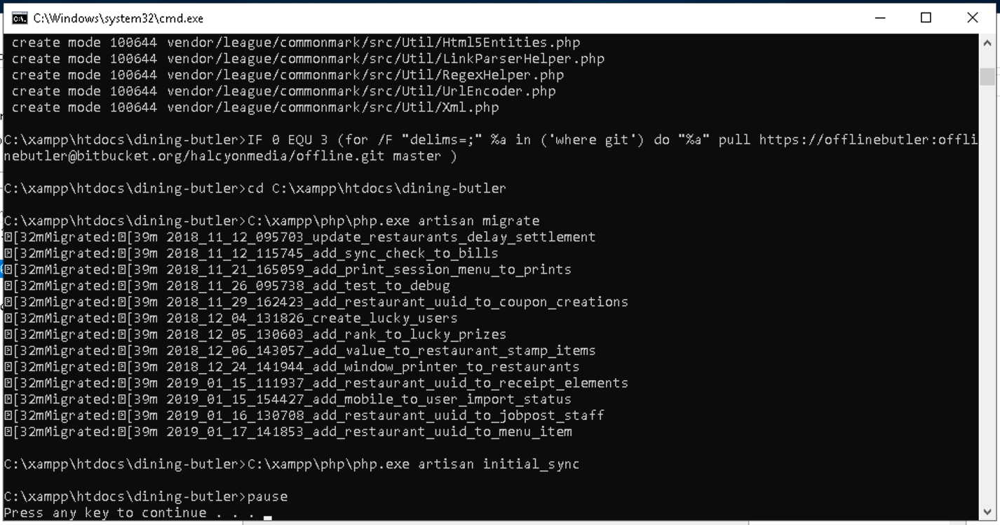 C:\Windows\system32\cmd.exe
create mode 100644 vendor/league/commonmark/src/Util/Html5Entities.php
create mode 100644 vendor/league/commonmark/src/Util/LinkParserHelper.php
create mode 100644 vendor/league/commonmark/src/Util/RegexHelper.php
create mode 100644 vendor/league/commonmark/src/Util/UrlEncoder.php
create mode 100644 vendor/league/commonmark/src/Util/Xml.php
C:\xampp\htdocs\dining-butler>IF 0 EQU 3 (for /F "delims=;" %a in ('where git') do "%a" pull https://offlinebutler:offli
nebutler@bitbucket.org/halcyonmedia/offline.git master )
C:\xampp\htdocs\dining-butler>cd C:\xampp\htdocs\dining-butler
C:\xampp\htdocs\dining-butler>C:\xampp\php\php.exe artisan migrate
[32mMigrated:[39m 2018_11_12_095703_update_restaurants_delay_settlement
[32mMigrated:[39m 2018_11_12_115745_add_sync_check_to_bills
[32mMigrated:[39m 2018_11_21_165059_add_print_session_menu_to_prints
[32mMigrated:[39m 2018_11_26_095738_add_test_to_debug
[32mMigrated:[39m 2018_11_29_162423_add_restaurant_uuid_to_coupon_creations
[32mMigrated:[39m 2018_12_04_131826_create_lucky_users
[32mMigrated:[39m 2018_12_05_130603_add_rank_to_lucky_prizes
[32mMigrated:[39m 2018_12_06_143057_add_value_to_restaurant_stamp_items
[32mMigrated:[39m 2018_12_24_141944_add_window_printer_to_restaurants
[32mMigrated:[39m 2019_01_15_111937_add_restaurant_uuid_to_receipt_elements
[32mMigrated:[39m 2019_01_15_154427_add_mobile_to_user_import_status
[32mMigrated:[39m 2019_01_16_130708_add_restaurant_uuid_to_jobpost_staff
[32mMigrated:[39m 2019_01_17_141853_add_restaurant_uuid_to_menu_item
C:\xampp\htdocs\dining-butler>C:\xampp\php\php.exe artisan initial_sync
C:\xampp\htdocs\dining-butler>pause
Press any key to continue . . .